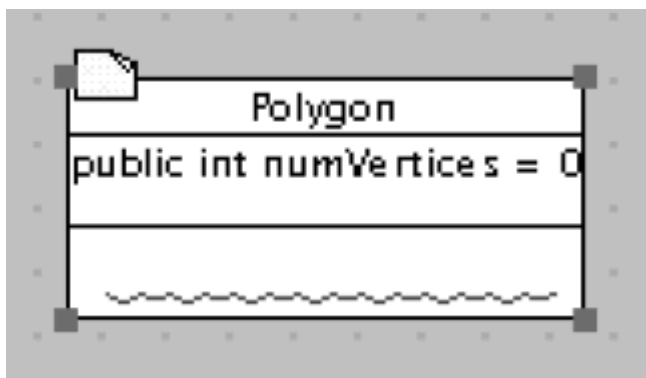 Polygon
public int numVertices = 0